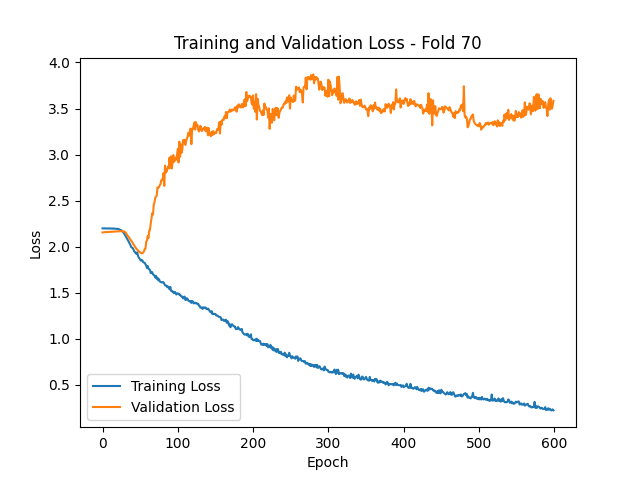 Training and Validation Loss - Fold 70
4.0
3.5
3.0
2.5
2.0
1.5
1.0
0.5
Loss
Training Loss
Validation Loss
0 100 200 300 400 500 600
Epoch